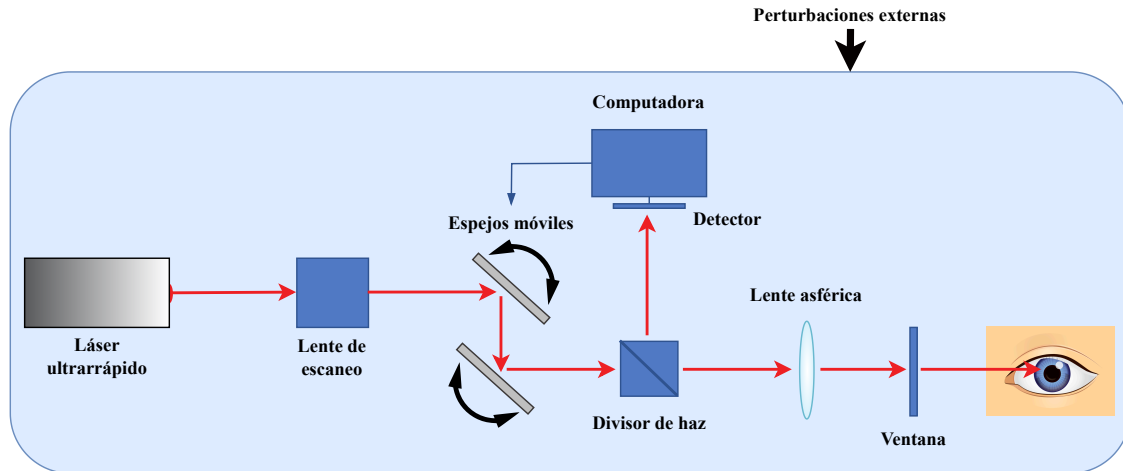 Perturbaciones externas
Computadora
Detector
Espejos móviles
Láser
ultrarrápido
Lente de
escaneo
Lente asférica
Divisor de haz
Ventana